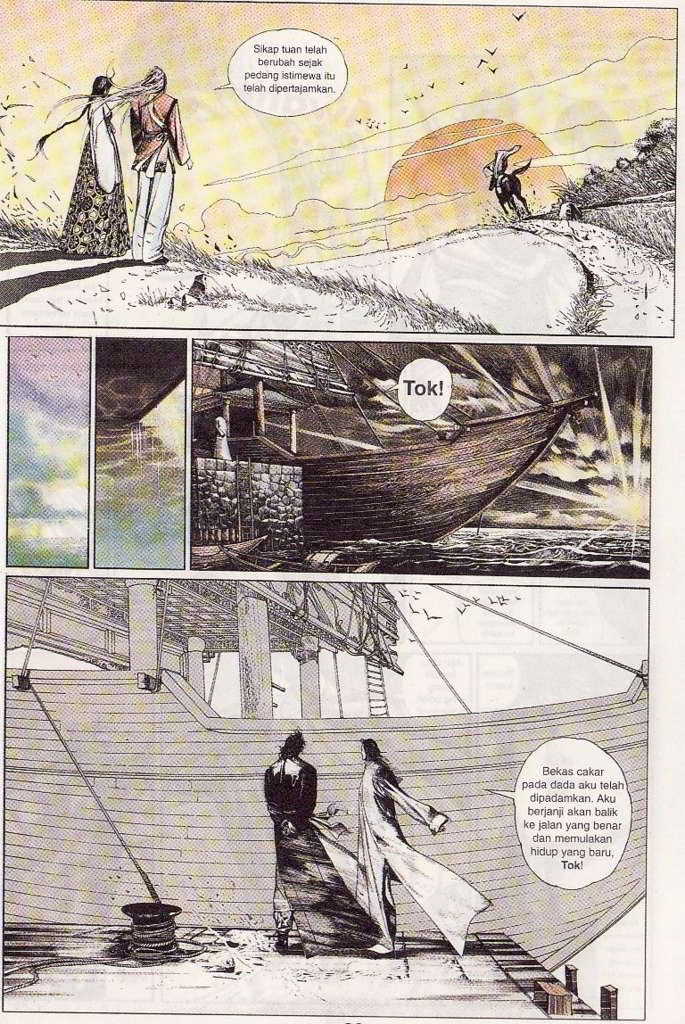 Sikap tuan telah
berubah sejak
pedang istimewa itu
telah dipertajamkan.
Tok!
Bekas cakar
pada dada aku telah
dipadamkan. Aku
berjanji akan balik
ke jalan yang benar
dan memulakan
hidup yang baru,
Tok!